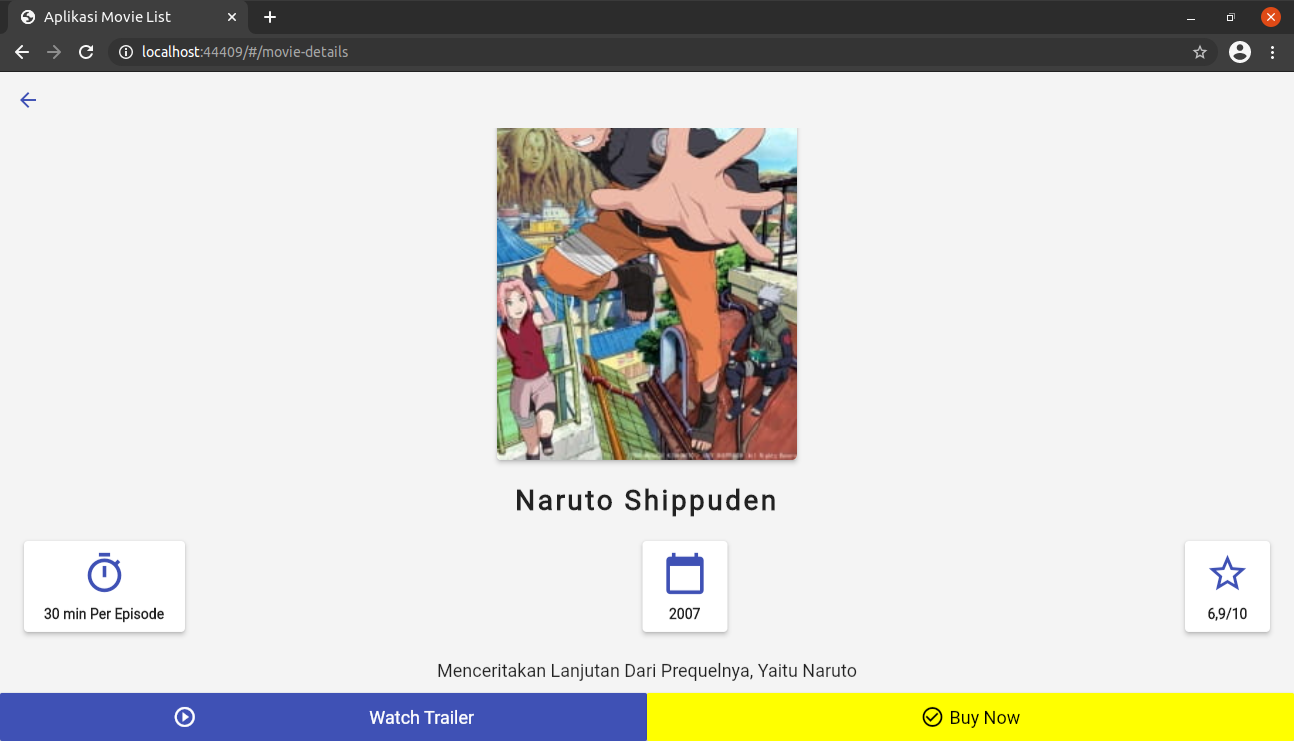 Aplikasi Movie List
localhost:44409/#/movie-details
Naruto Shippuden
30 min Per Episode
2007
6,9/10
Menceritakan Lanjutan Dari Prequelnya, Yaitu Naruto
Watch Trailer
Buy Now